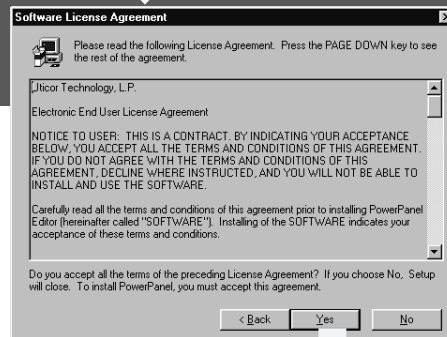 Software License Agreement
Please read the following License Agreement. Press the PAGE DOWN key to see
the rest of the agreement.
Jticor Technology, L.P.
Electronic End User License Agreement
NOTICE TO USER: THIS IS A CONTRACT. BY INDICATING YOUR ACCEPTANCE
BELOW, YOU ACCEPT ALL THE TERMS AND CONDITIONS OF THIS AGREEMENT.
IF YOU DO NOT AGREE WITH THE TERMS AND CONDITIONS OF THIS
AGREEMENT, DECLINE WHERE INSTRUCTED, AND YOU WILL NOT BE ABLE TO
INSTALL AND USE THE SOFTWARE.
Carefully read all the terms and conditions of this agreement prior to installing PowerPanel
Editor (hereinafter called "SOFTWARE"). Installing of the SOFTWARE indicates your
acceptance of these terms and conditions.
Do you accept all the terms of the preceding License Agreement? If you choose No, Setup
will close. To install PowerPanel, you must accept this agreement.
< Back
Yes
No